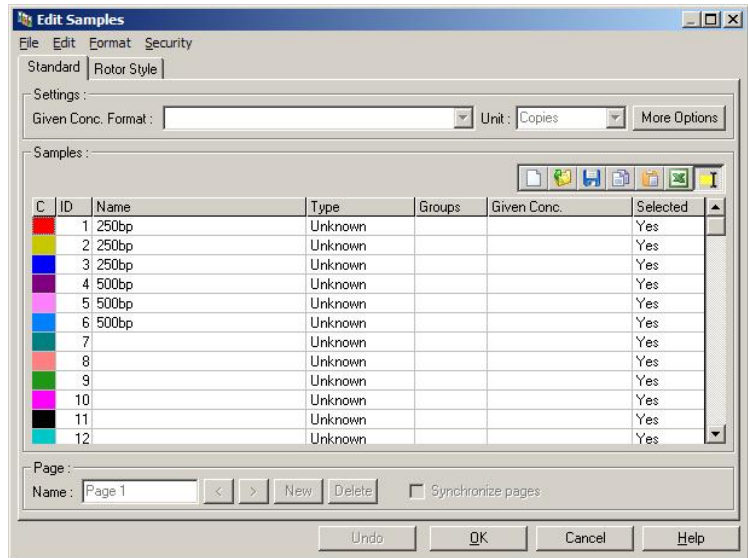 Edit Samples
File Edit Format Security
Standard Rotor Style
Settings :
Given Conc. Format : Unit : Copies More Options
Samples :
C ID Name Type Groups Given Conc. Selected
1 250bp Unknown Yes
2 250bp Unknown Yes
3 250bp Unknown Yes
4 500bp Unknown Yes
5 500bp Unknown Yes
6 500bp Unknown Yes
7 Unknown Yes
8 Unknown Yes
9 Unknown Yes
10 Unknown Yes
11 Unknown Yes
12 Unknown Yes
Page :
Name : Page 1 < > New Delete Synchronize pages
Undo OK Cancel Help